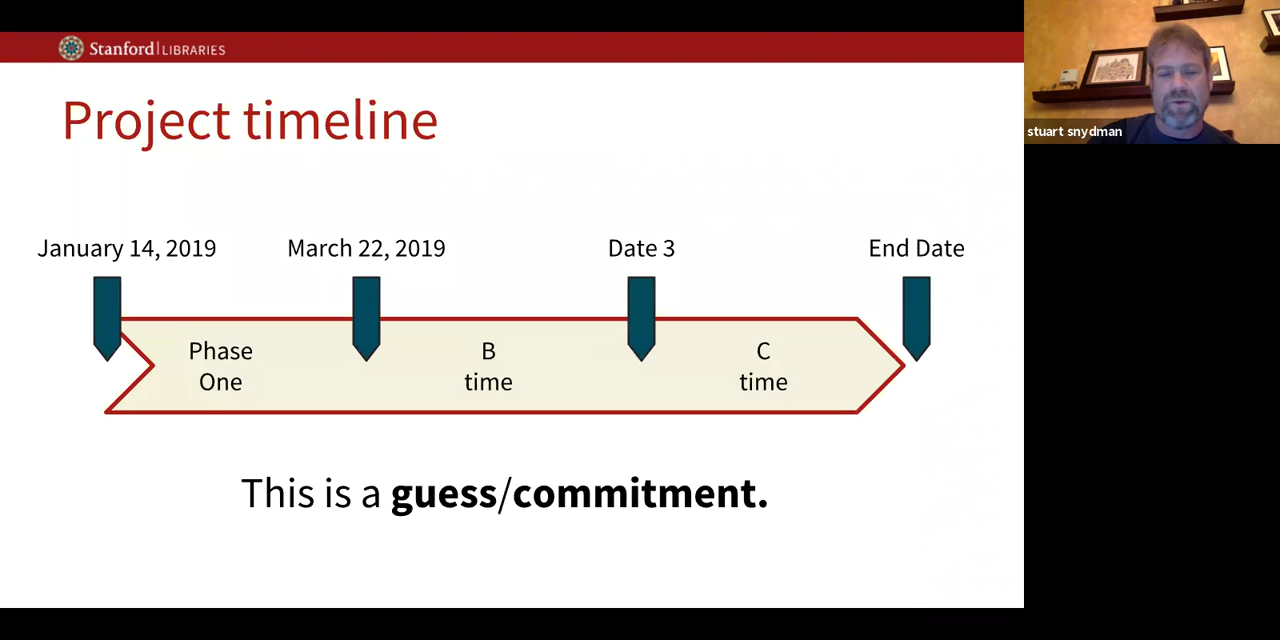 Stanford LIBRARIES
stuart snydman
Project timeline
January 14, 2019
March 22, 2019
Date 3
End Date
Phase
One
B
time
C
time
This is a guess/commitment.